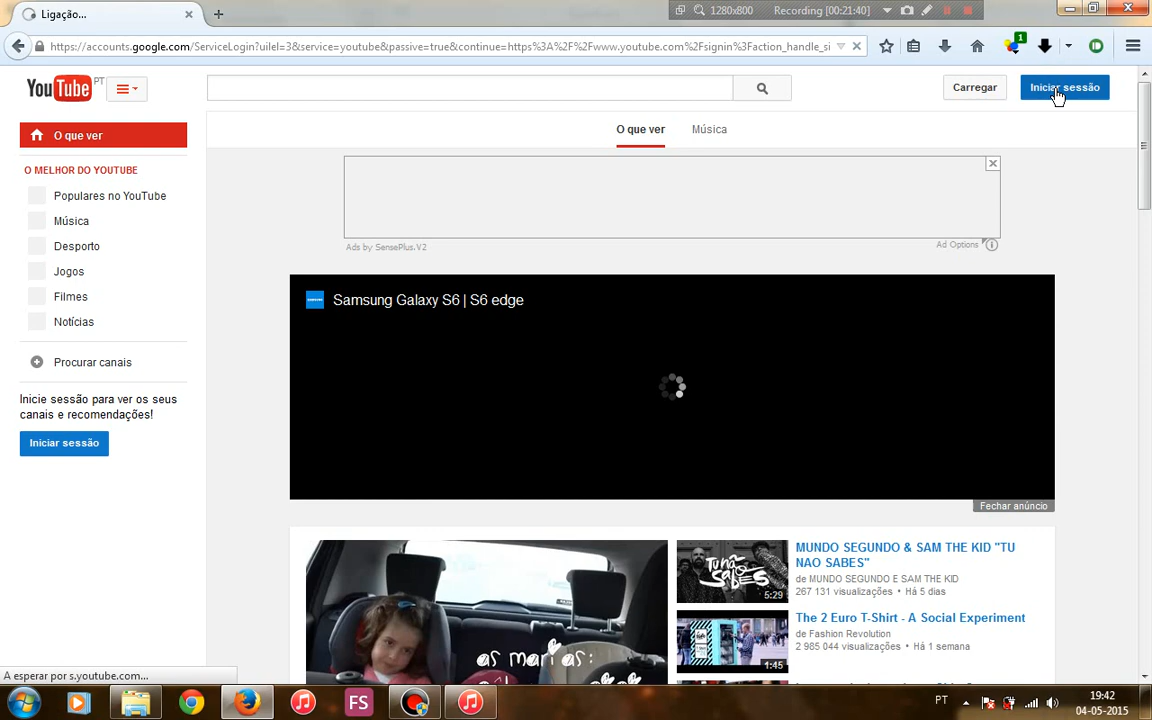 Ligação...
1280x800
Recording [00:21:40]
https://accounts.google.com/ServiceLogin?uilel=3&service=youtube&passive=true&continue=https%3A%2F%2Fwww.youtube.com%2Fsignin%3Faction_handle_si
1
YouTube PT
Carregar
Iniciar sessão
O que ver
Música
O que ver
O MELHOR DO YOUTUBE
Populares no YouTube
Música
Desporto
Jogos
Filmes
Notícias
Procurar canais
Inicie sessão para ver os seus
canais e recomendações!
Iniciar sessão
Ads by SensePlus.V2
Ad Options
Samsung Galaxy S6 | S6 edge
Fechar anúncio
as marias:
MUNDO SEGUNDO & SAM THE KID "TU
NAO SABES"
de MUNDO SEGUNDO E SAM THE KID
267 131 visualizações • Há 5 dias
5:29
The 2 Euro T-Shirt - A Social Experiment
de Fashion Revolution
2 985 044 visualizações • Há 1 semana
1:45
A esperar por s.youtube.com...
FS
PT
19:42
04-05-2015